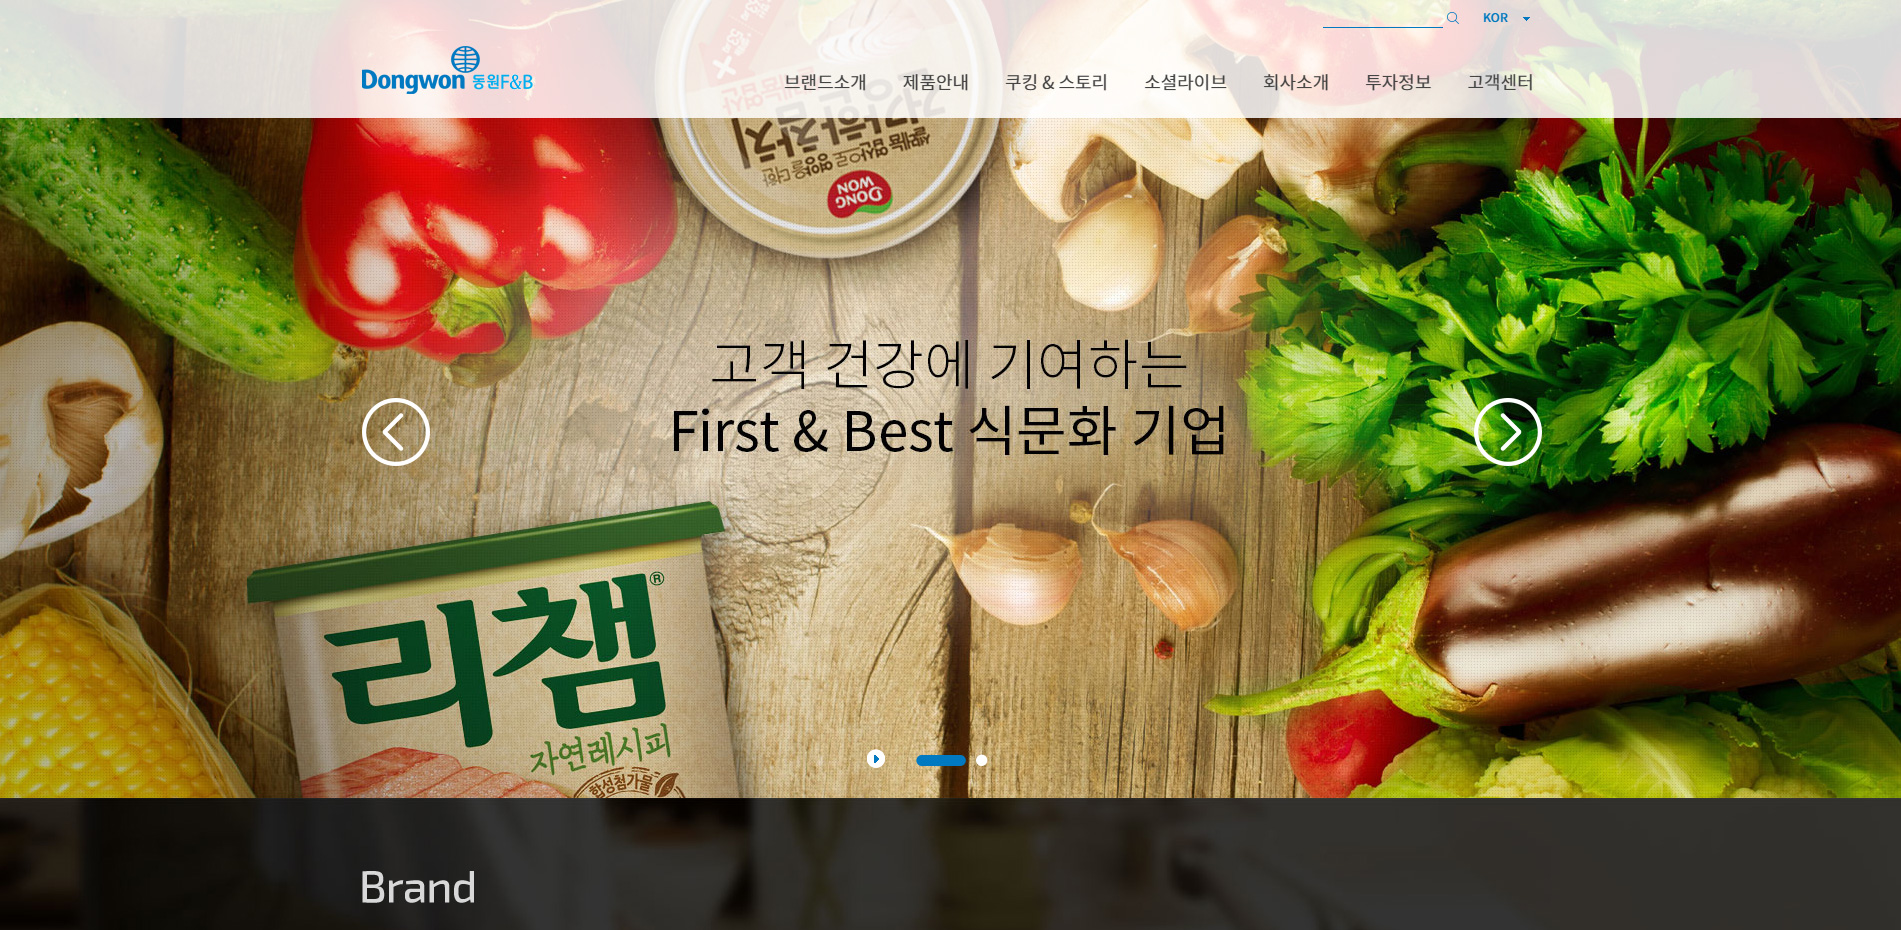 KOR
Dongwon 동원F&B
브랜드소개 제품안내 쿠킹 & 스토리 소셜라이브 회사소개 투자정보 고객센터
DONG
WON
고객 건강에 기여하는
First & Best 식문화 기업
리챔®
자연레시피
합성첨가물
Brand